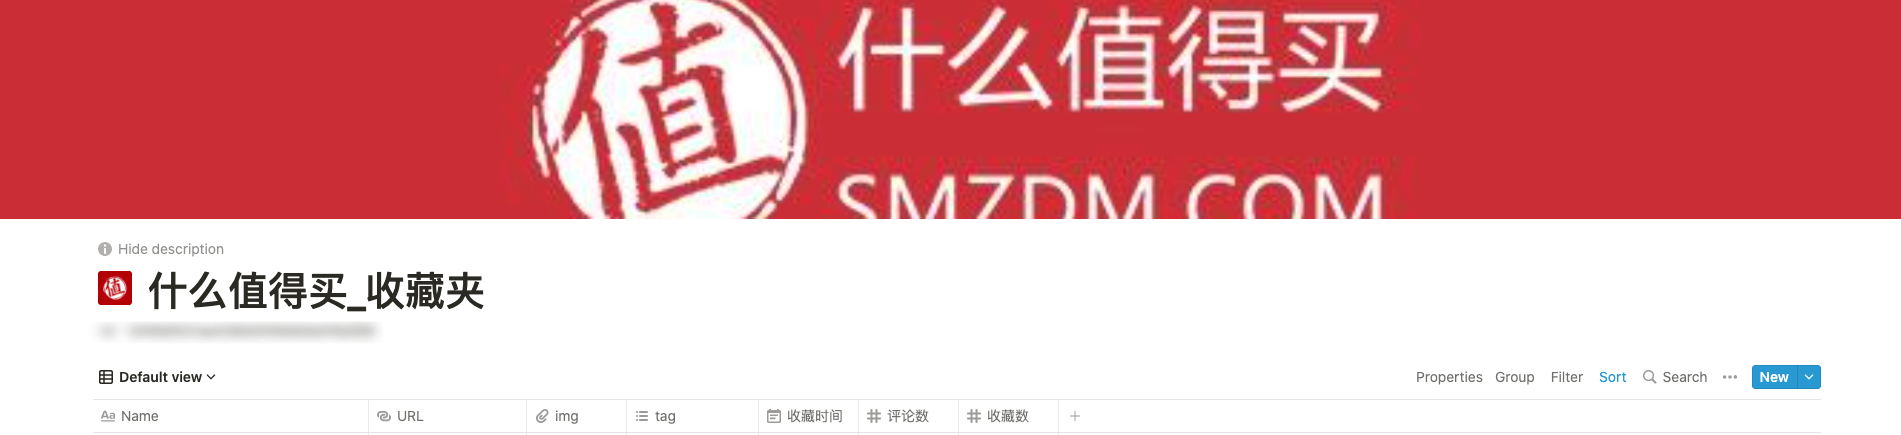 值
什么值得买
SMZDM.COM
Hide description
值 什么值得买_收藏夹
Default view Properties Group Filter Sort Search ••• New
Aa Name URL img tag 收藏时间 评论数 收藏数 +